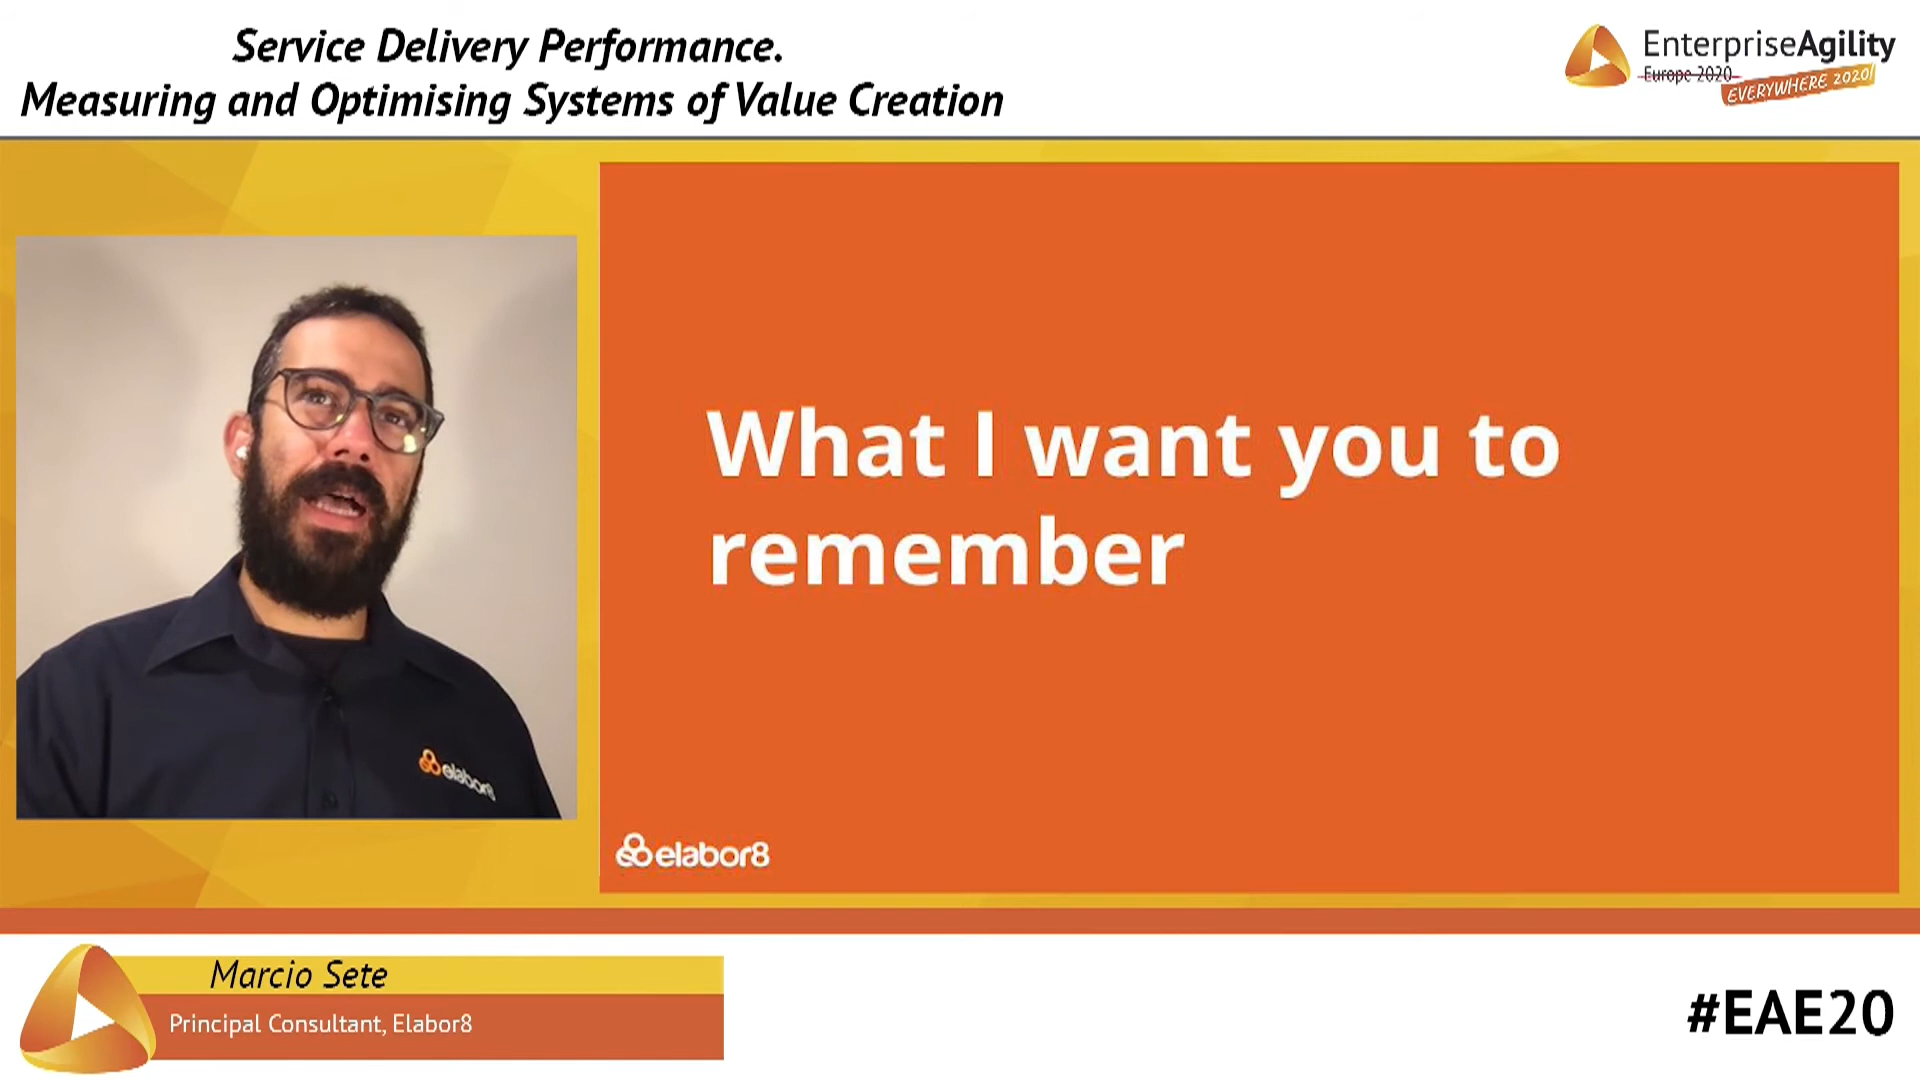 Service Delivery Performance.
Measuring and Optimising Systems of Value Creation
EnterpriseAgility
Europe 2020
EVERYWHERE 2020!
What I want you to
remember
elabor8
elabor8
Marcio Sete
Principal Consultant, Elabor8
#EAE20